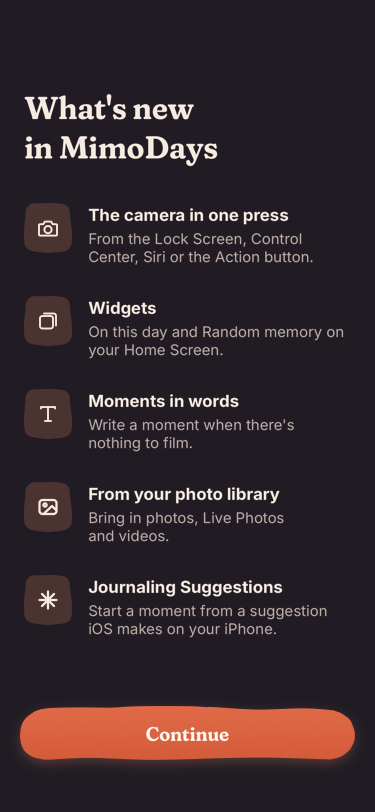 What's new
in MimoDays
The camera in one press
From the Lock Screen, Control
Center, Siri or the Action button.
Widgets
On this day and Random memory on
your Home Screen.
Moments in words
Write a moment when there's
nothing to film.
From your photo library
Bring in photos, Live Photos
and videos.
Journaling Suggestions
Start a moment from a suggestion
iOS makes on your iPhone.
Continue